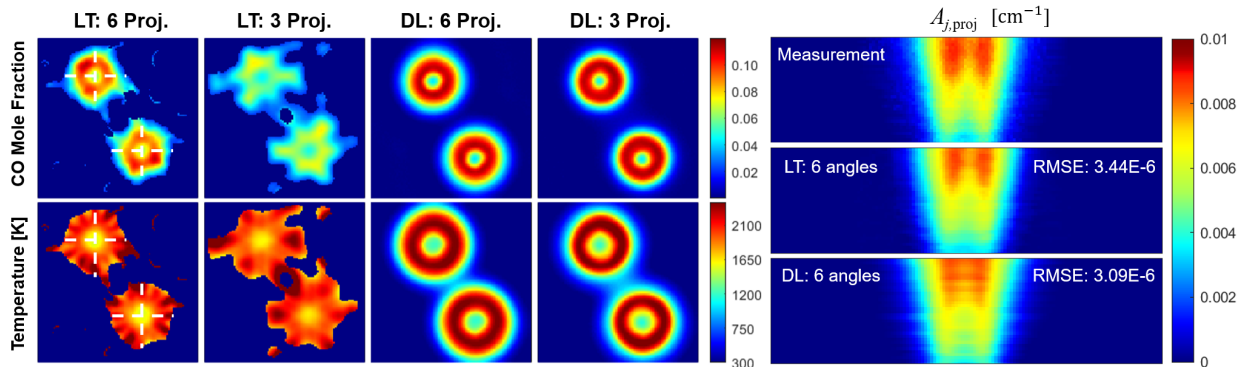 LT: 6 Proj. LT: 3 Proj. DL: 6 Proj. DL: 3 Proj.
CO Mole Fraction
0.10
0.08
0.06
0.04
0.02
Temperature [K]
2100
1650
1200
750
300
A_{j,proj} [cm⁻¹]
Measurement
LT: 6 angles RMSE: 3.44E-6
DL: 6 angles RMSE: 3.09E-6
0.01
0.008
0.006
0.004
0.002
0